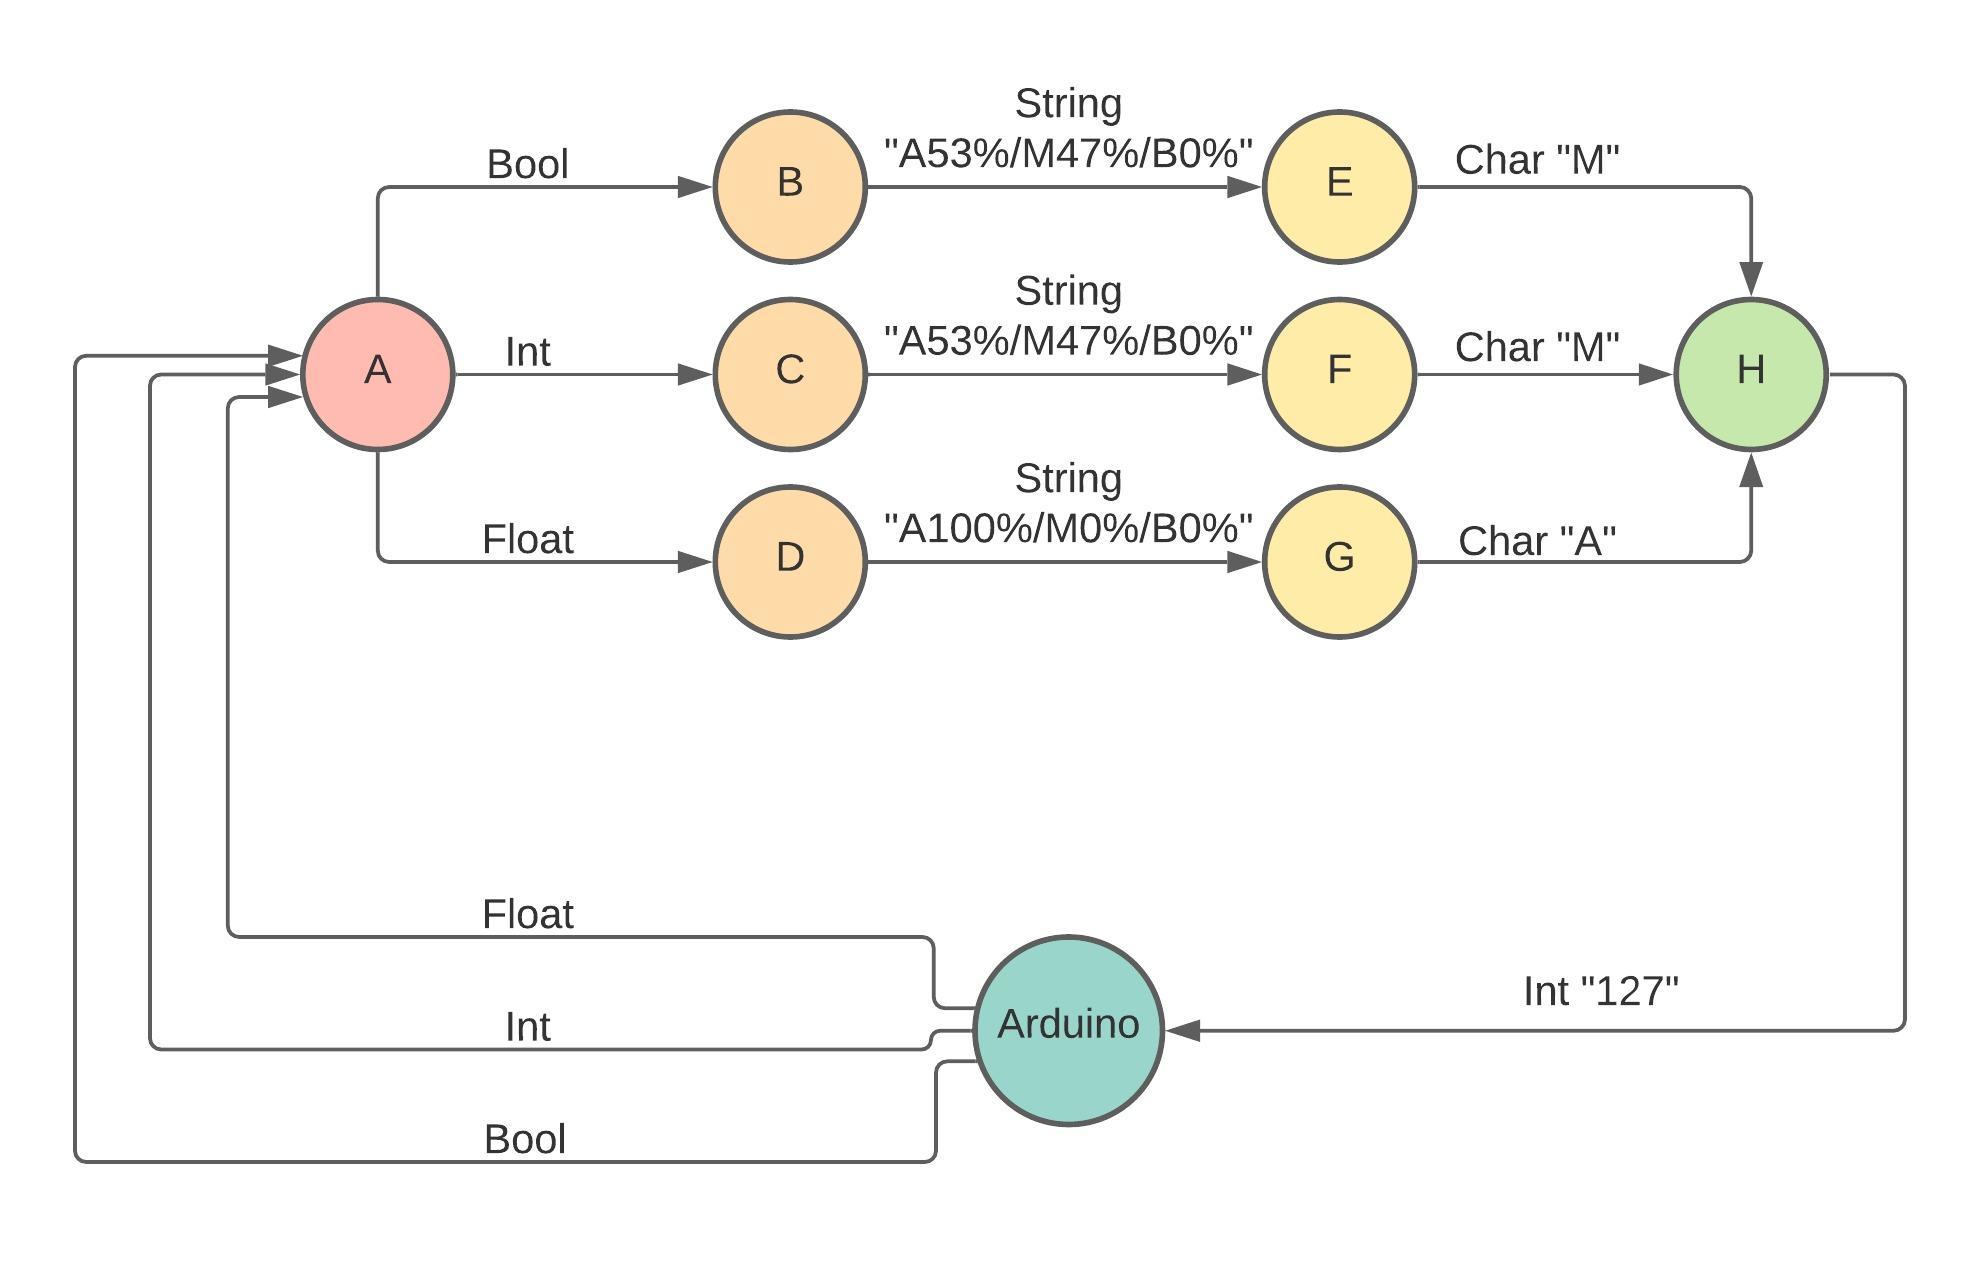 String
"A53%/M47%/B0%"
Bool
B
E
Char "M"
String
"A53%/M47%/B0%"
A
Int
C
F
Char "M"
H
String
"A100%/M0%/B0%"
Float
D
G
Char "A"
Float
Int
Bool
Arduino
Int "127"